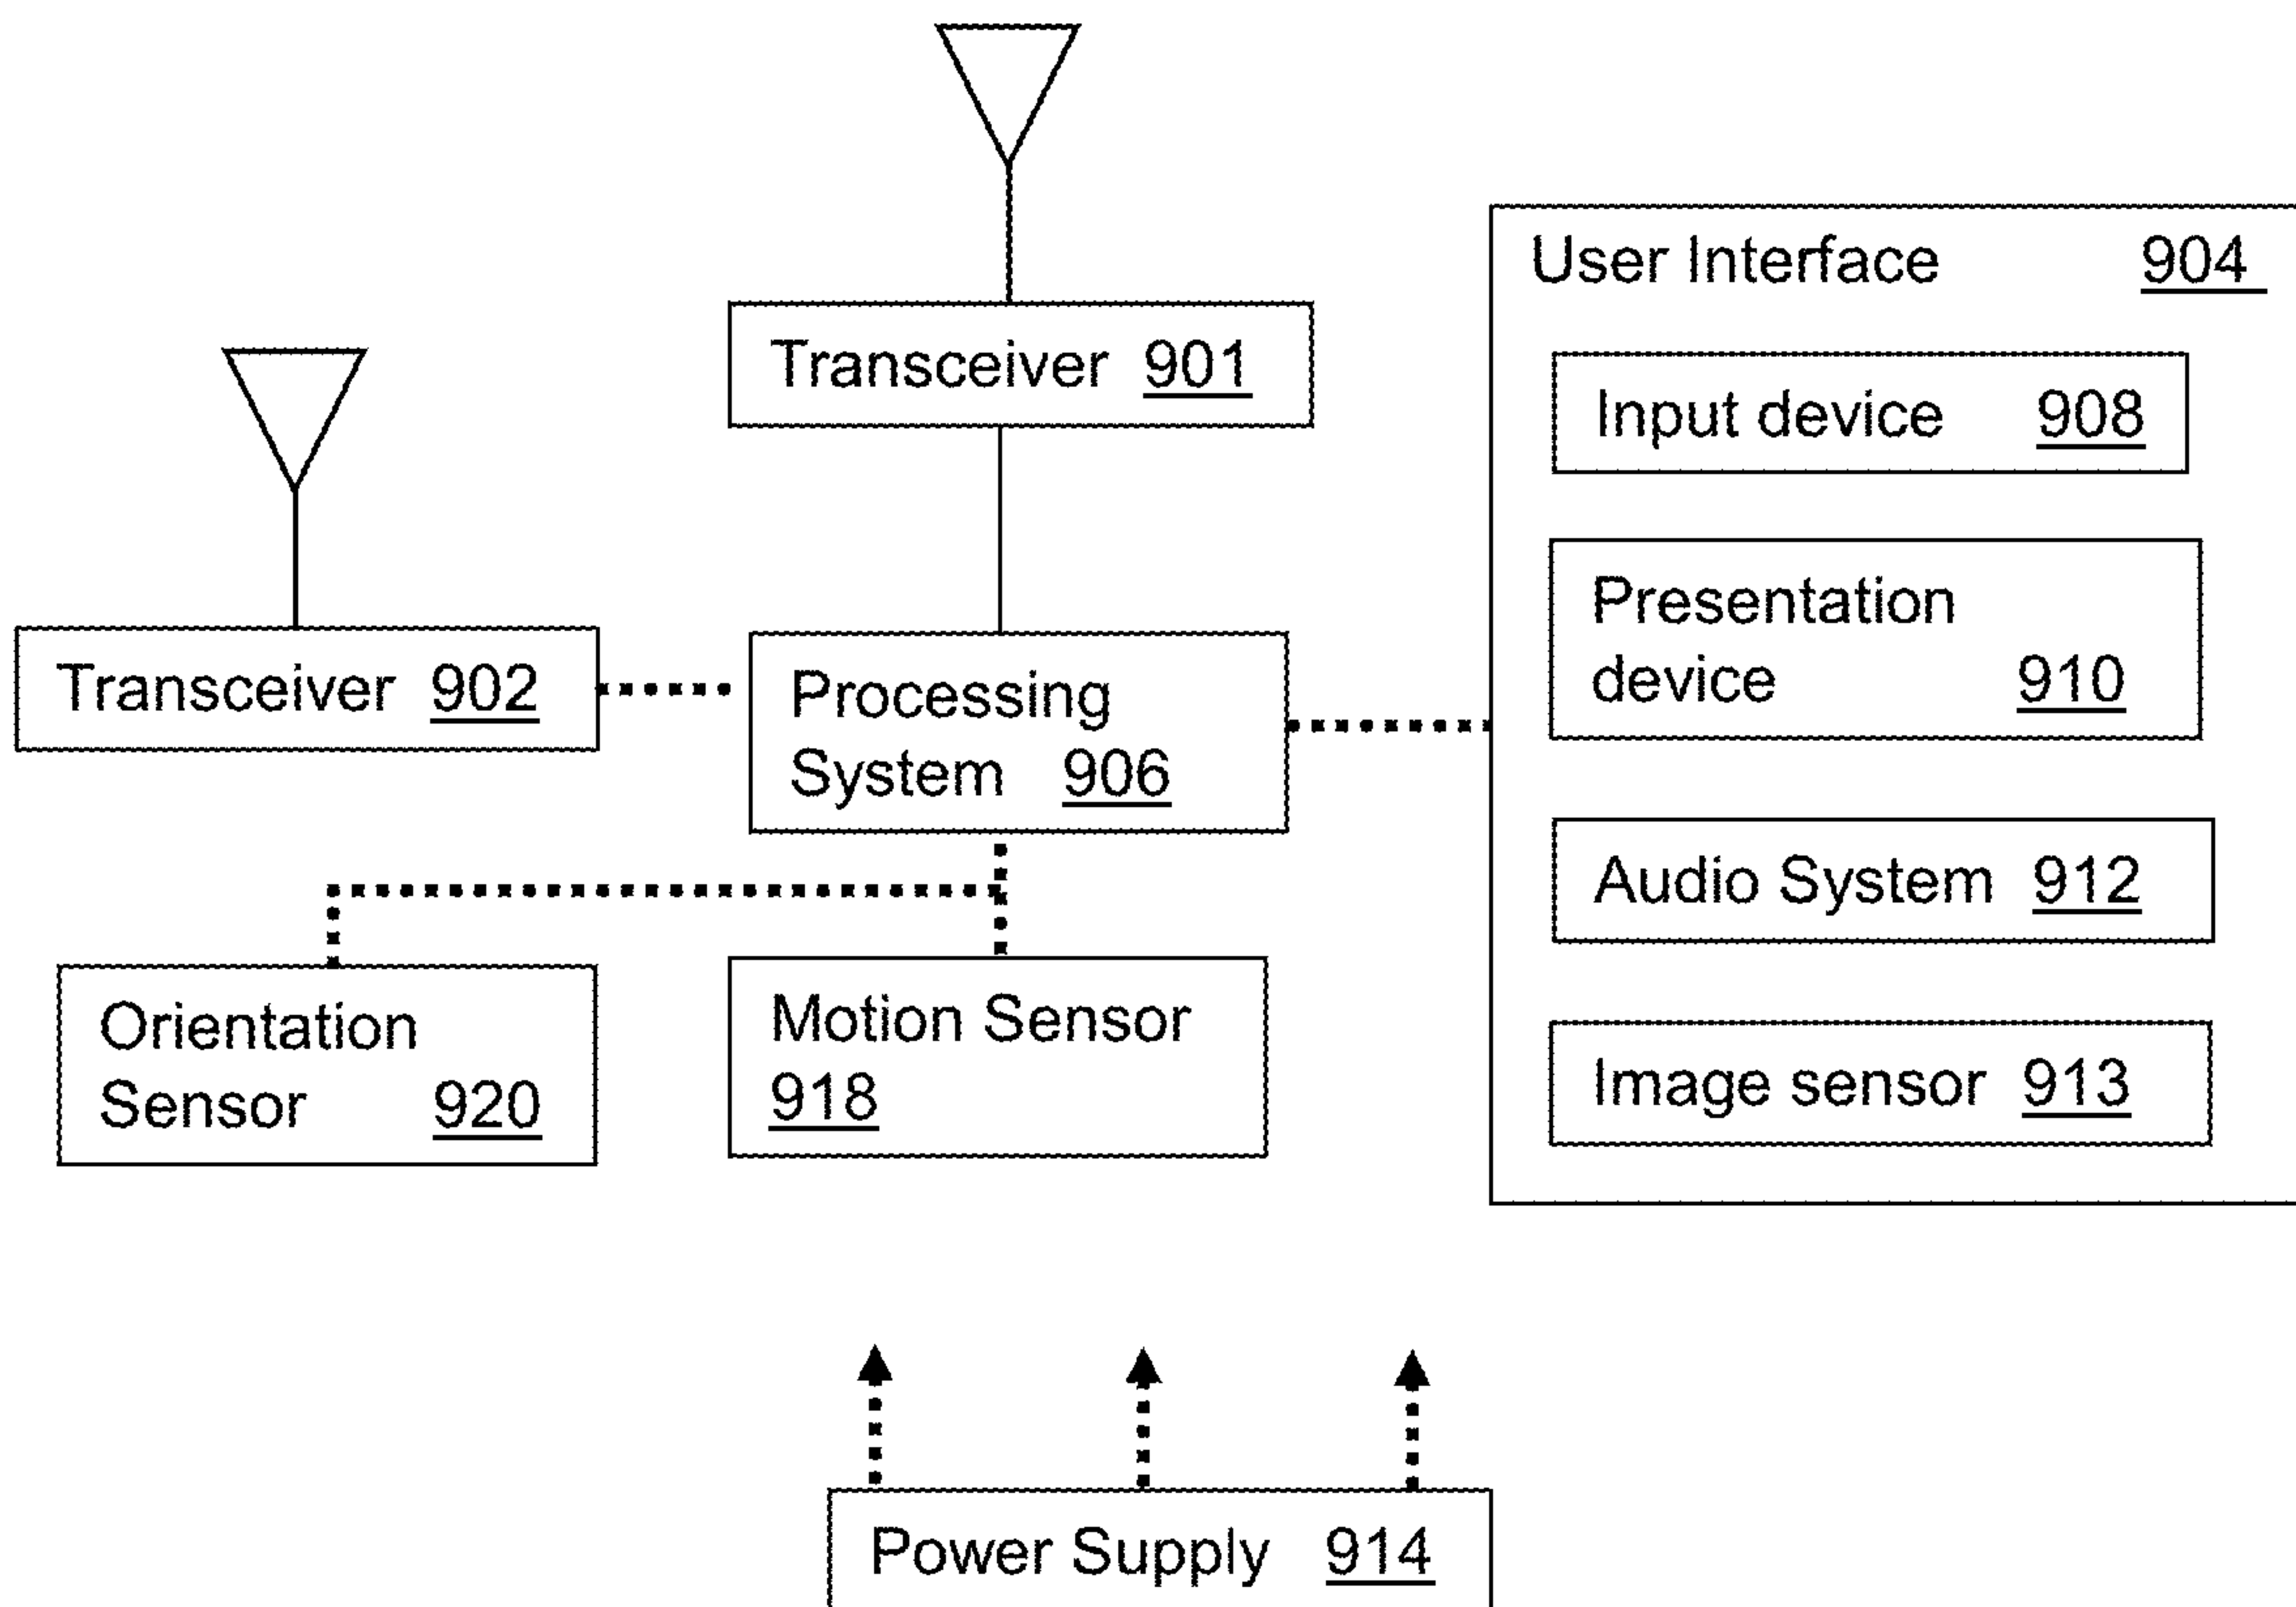 Transceiver 901
User Interface 904
Input device 908
Presentation
device 910
Audio System 912
Image sensor 913
Transceiver 902
Processing
System 906
Orientation
Sensor 920
Motion Sensor
918
Power Supply 914